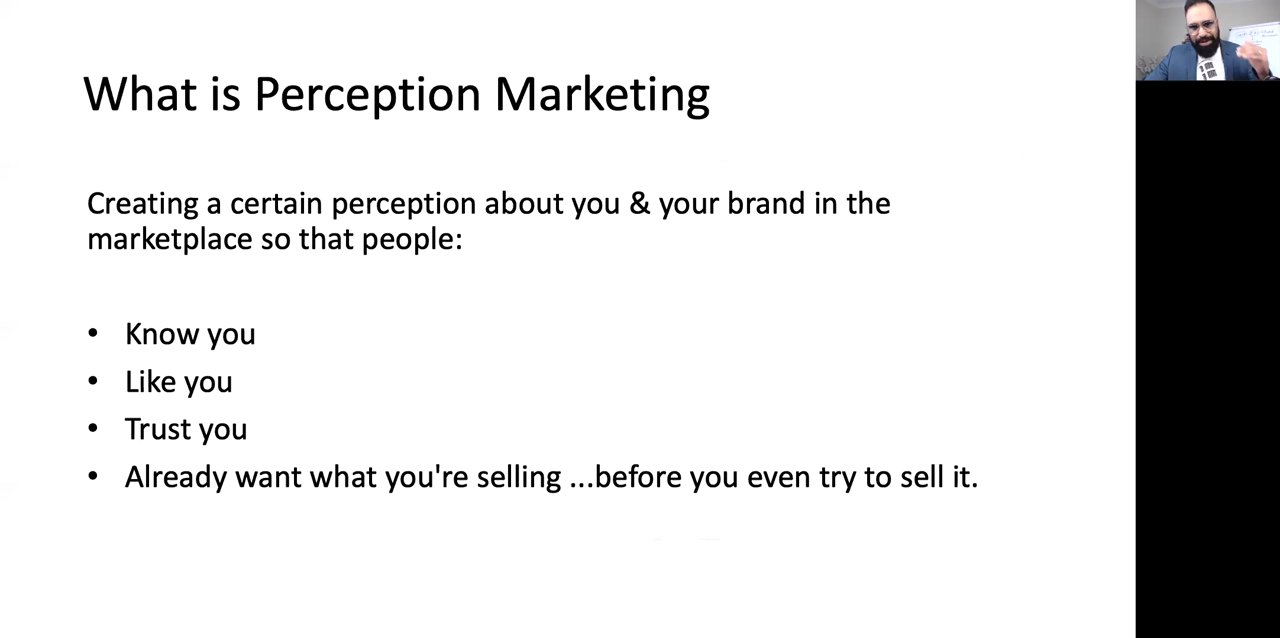 What is Perception Marketing
Creating a certain perception about you & your brand in the
marketplace so that people:
• Know you
• Like you
• Trust you
• Already want what you're selling ...before you even try to sell it.